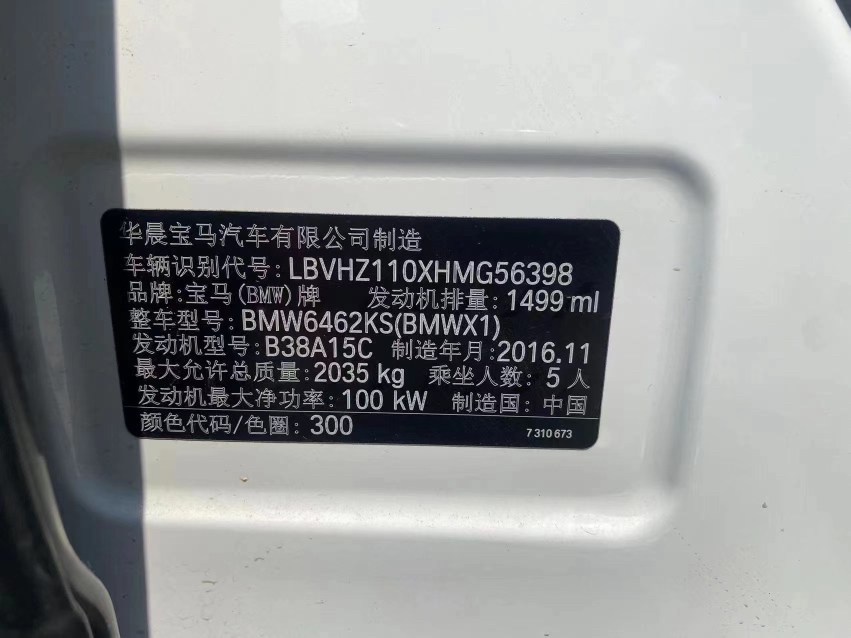 华晨宝马汽车有限公司制造
车辆识别代号: LBVHZ110XHMG56398
品牌: 宝马(BMW)牌 发动机排量: 1499 ml
整车型号: BMW6462KS(BMWX1)
发动机型号: B38A15C 制造年月: 2016.11
最大允许总质量: 2035 kg 乘坐人数: 5 人
发动机最大净功率: 100 kW 制造国: 中国
颜色代码/色圈: 300 7 310 673